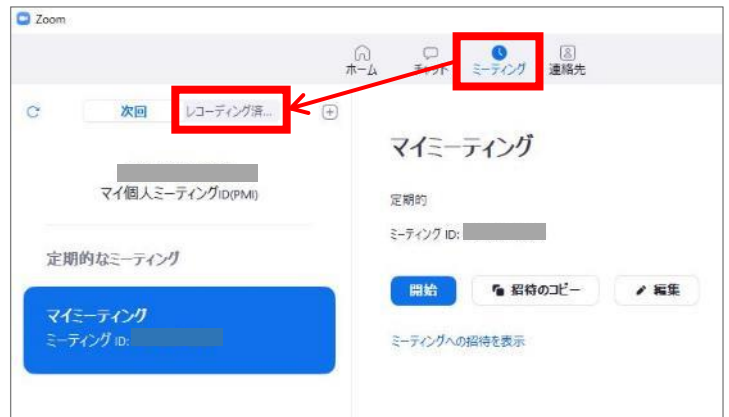 Zoom
ホーム チャット ミーティング 連絡先
次回 レコーディング済...
マイ個人ミーティングID(PMI)
定期的なミーティング
マイミーティング
ミーティング ID:
マイミーティング
定期的
ミーティング ID:
開始 招待のコピー 編集
ミーティングへの招待を表示